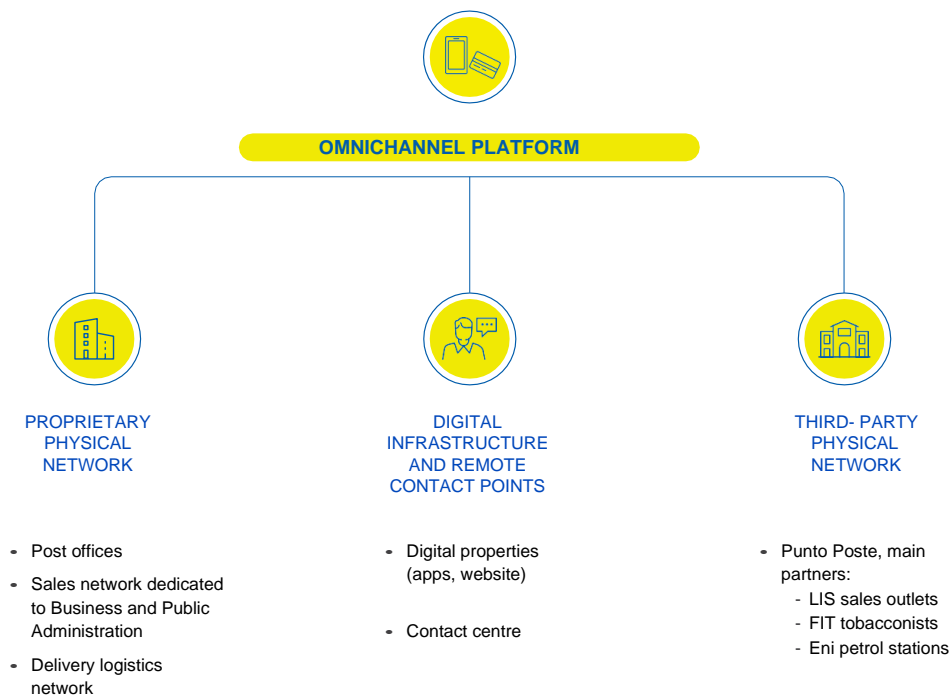 OMNICHANNEL PLATFORM
PROPRIETARY
PHYSICAL
NETWORK
• Post offices
• Sales network dedicated
to Business and Public
Administration
• Delivery logistics
network
DIGITAL
INFRASTRUCTURE
AND REMOTE
CONTACT POINTS
• Digital properties
(apps, website)
• Contact centre
THIRD- PARTY
PHYSICAL
NETWORK
• Punto Poste, main
partners:
- LIS sales outlets
- FIT tobacconists
- Eni petrol stations